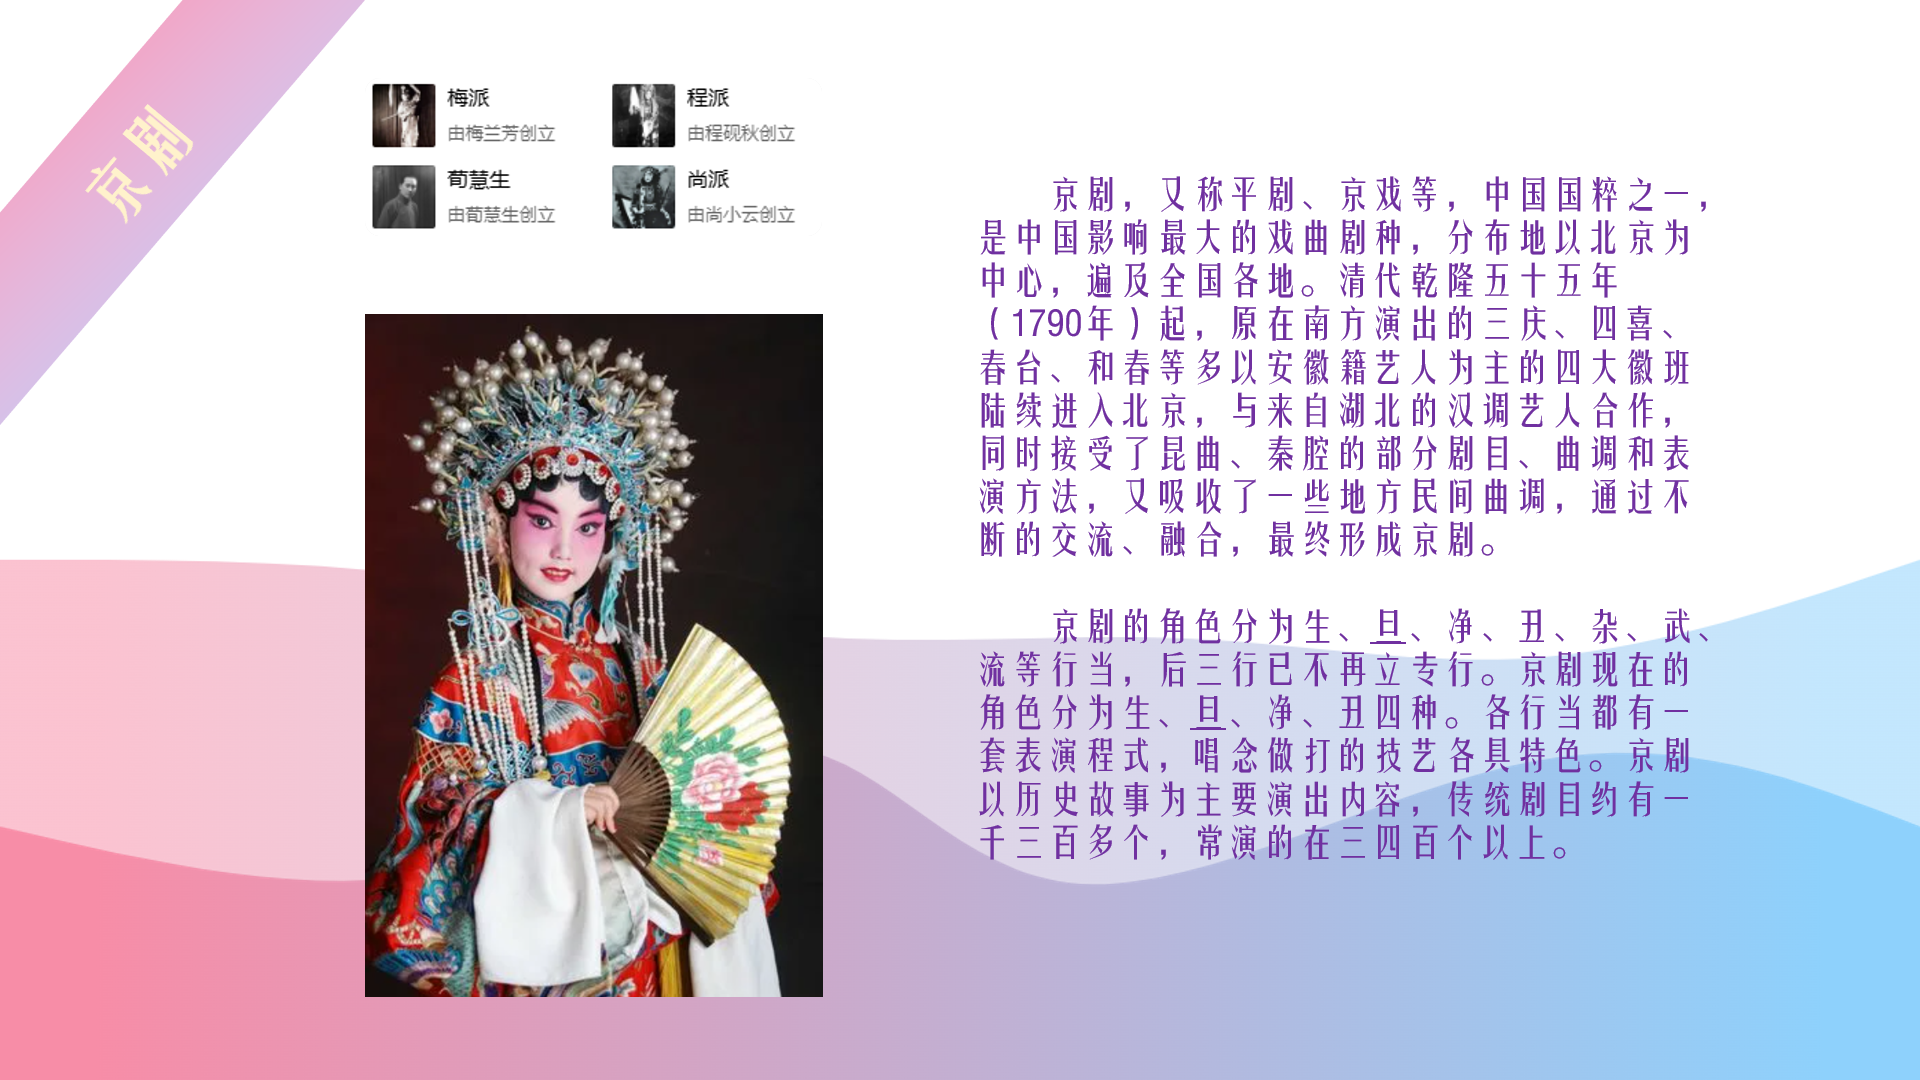 京剧
梅派
由梅兰芳创立
程派
由程砚秋创立
荀慧生
由荀慧生创立
尚派
由尚小云创立
京剧，又称平剧、京戏等，中国国粹之一，
是中国影响最大的戏曲剧种，分布地以北京为
中心，遍及全国各地。清代乾隆五十五年
（1790年）起，原在南方演出的三庆、四喜、
春台、和春等多以安徽籍艺人为主的四大徽班
陆续进入北京，与来自湖北的汉调艺人合作，
同时接受了昆曲、秦腔的部分剧目、曲调和表
演方法，又吸收了一些地方民间曲调，通过不
断的交流、融合，最终形成京剧。
京剧的角色分为生、旦、净、丑、杂、武、
流等行当，后三行已不再立专行。京剧现在的
角色分为生、旦、净、丑四种。各行当都有一
套表演程式，唱念做打的技艺各具特色。京剧
以历史故事为主要演出内容，传统剧目约有一
千三百多个，常演的在三四百个以上。